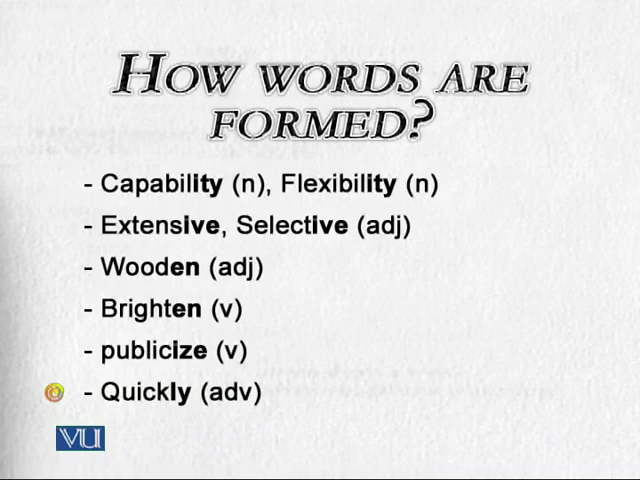 HOW WORDS ARE
FORMED?
- Capability (n), Flexibility (n)
- Extensive, Selective (adj)
- Wooden (adj)
- Brighten (v)
- publicize (v)
- Quickly (adv)
VU